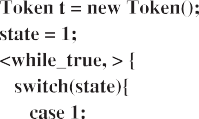 Token t = new Token();
state = 1;
<while_true, > {
switch(state){
case 1: